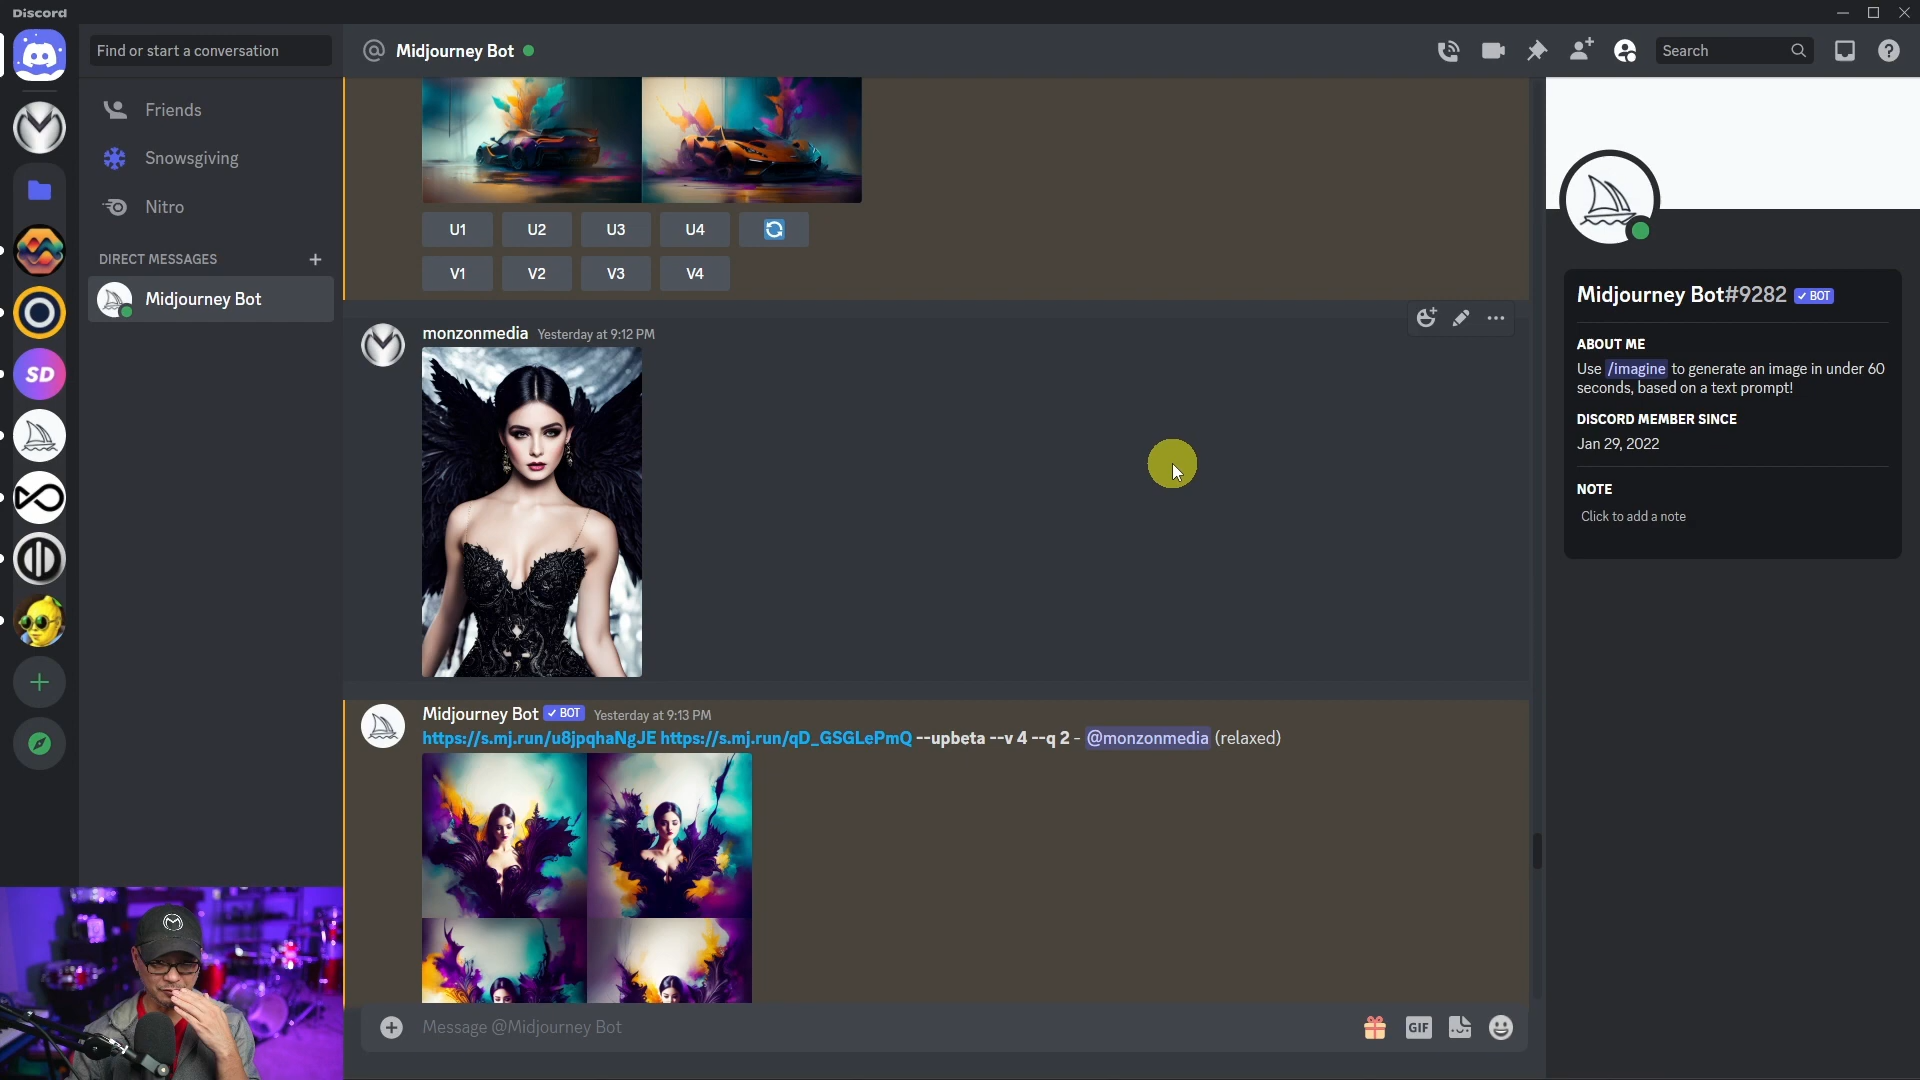 Discord
Find or start a conversation
Midjourney Bot
Search
Friends
Snowsgiving
Nitro
DIRECT MESSAGES
Midjourney Bot
SD
U1 U2 U3 U4
V1 V2 V3 V4
monzonmedia Yesterday at 9:12 PM
Midjourney Bot BOT Yesterday at 9:13 PM
https://s.mj.run/u8jpqhaNgJE https://s.mj.run/qD_GSGLePmQ --upbeta --v 4 --q 2 - @monzonmedia (relaxed)
Message @Midjourney Bot
GIF
Midjourney Bot#9282 BOT
ABOUT ME
Use /imagine to generate an image in under 60
seconds, based on a text prompt!
DISCORD MEMBER SINCE
Jan 29, 2022
NOTE
Click to add a note